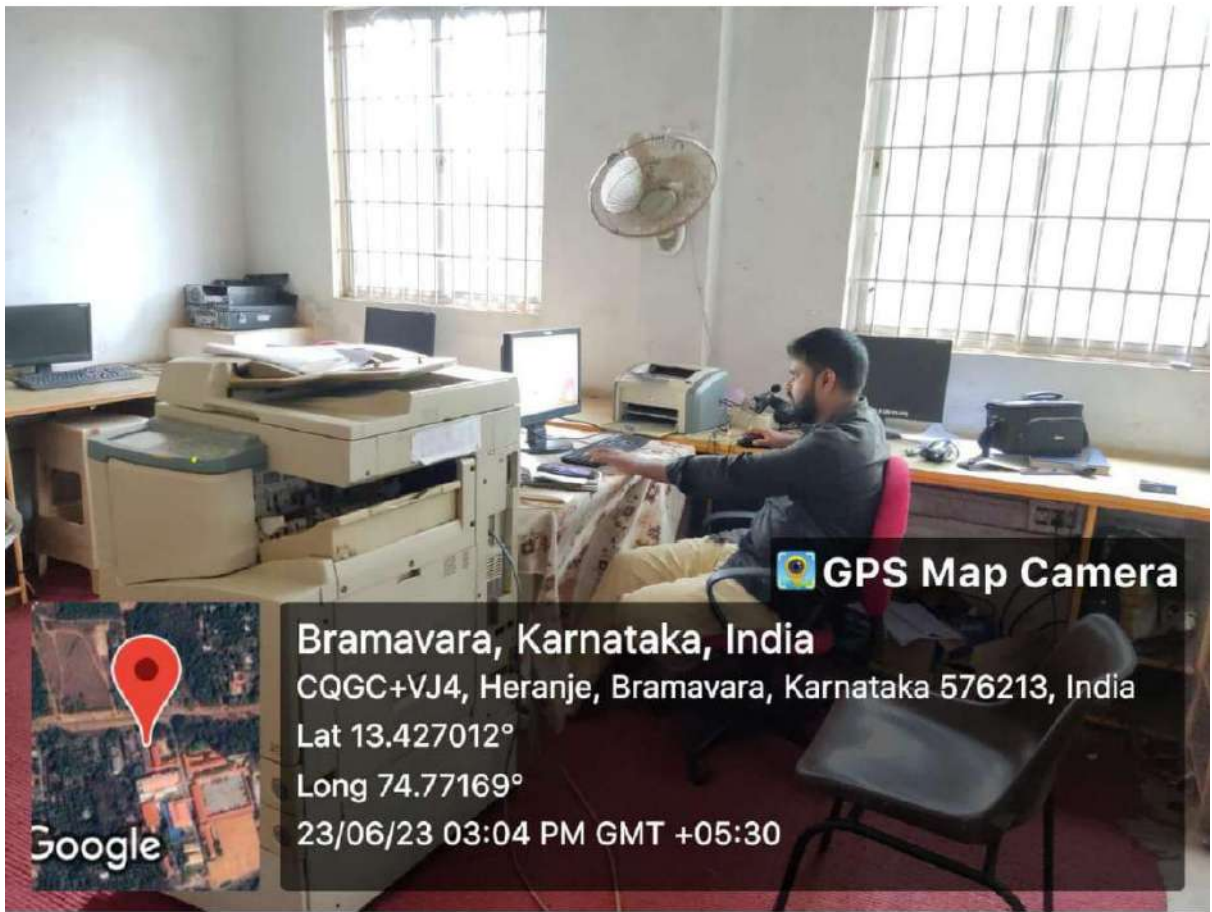 GPS Map Camera
Bramavara, Karnataka, India
CQGC+VJ4, Heranje, Bramavara, Karnataka 576213, India
Lat 13.427012°
Long 74.77169°
23/06/23 03:04 PM GMT +05:30
Google